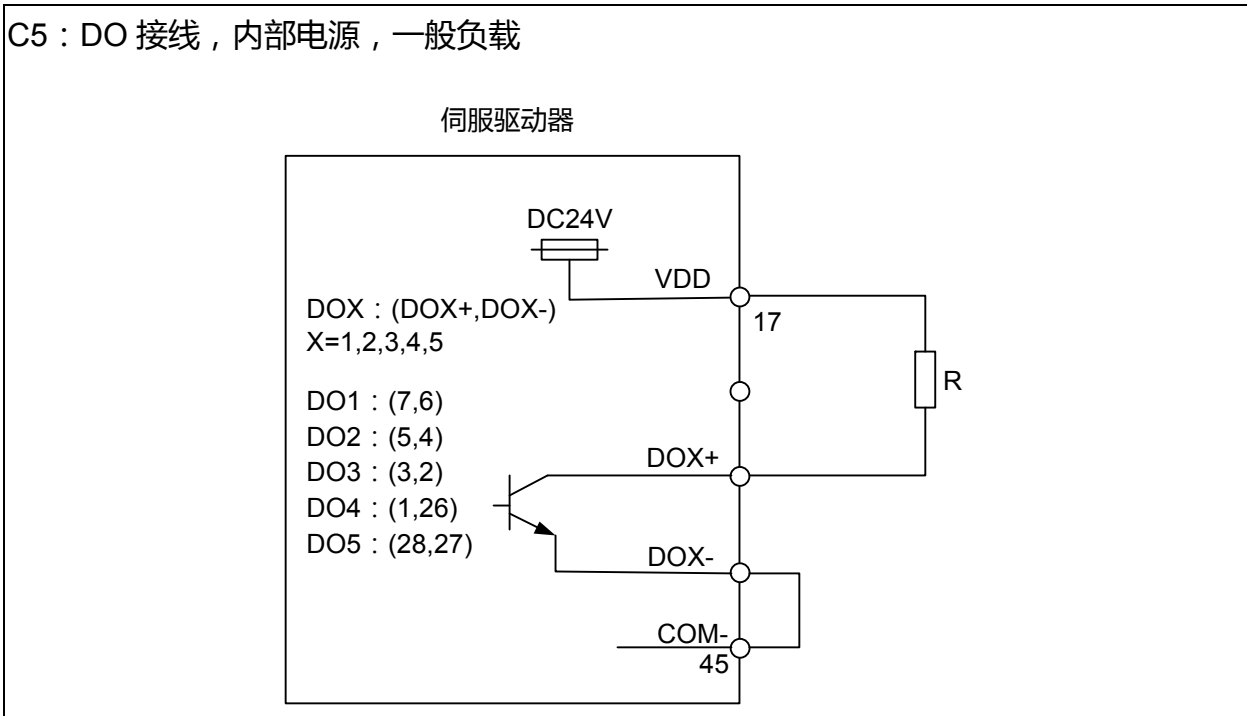 C5：DO 接线，内部电源，一般负载
伺服驱动器
DC24V
VDD
17
DOX：(DOX+,DOX-)
X=1,2,3,4,5
R
DO1：(7,6)
DO2：(5,4)
DO3：(3,2)
DO4：(1,26)
DO5：(28,27)
DOX+
DOX-
COM-
45